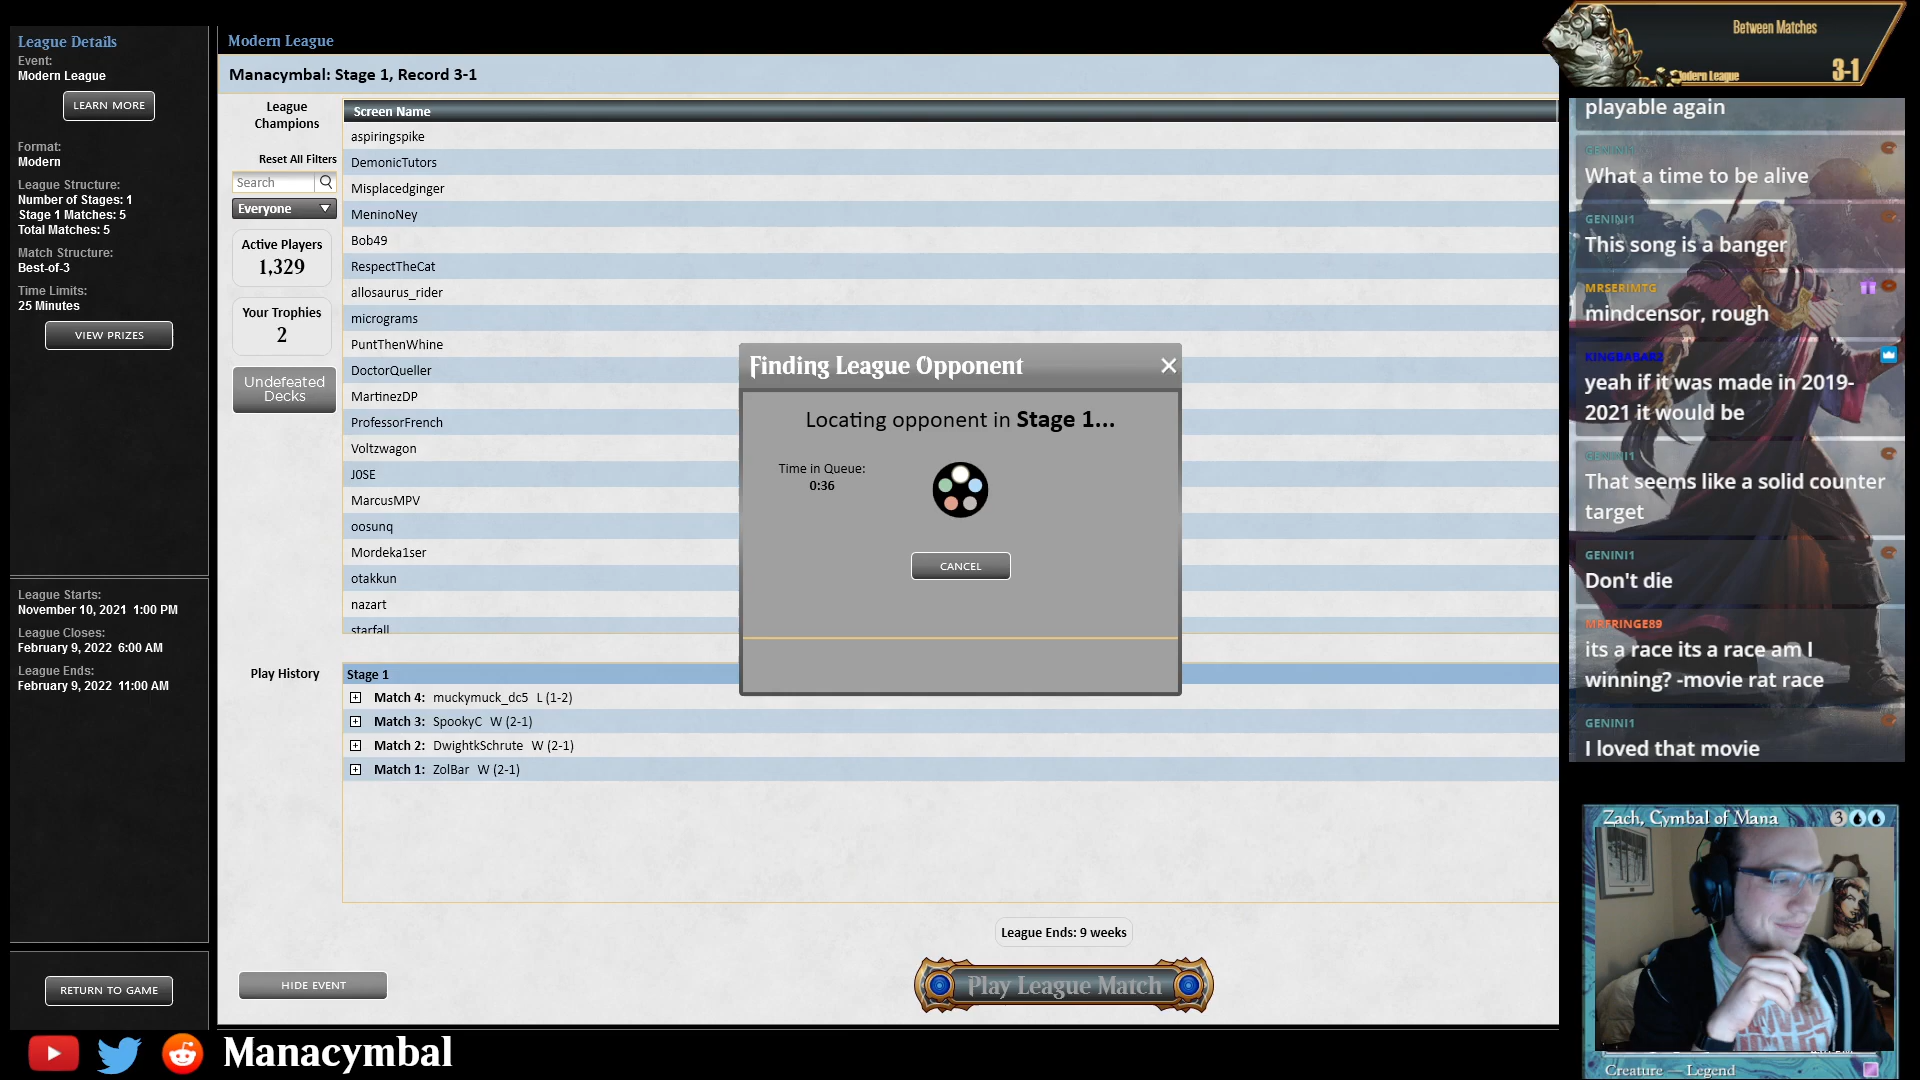 League Details
Event:
Modern League
LEARN MORE
Format:
Modern
League Structure:
Number of Stages: 1
Stage 1 Matches: 5
Total Matches: 5
Match Structure:
Best-of-3
Time Limits:
25 Minutes
VIEW PRIZES
League Starts:
November 10, 2021 1:00 PM
League Closes:
February 9, 2022 6:00 AM
League Ends:
February 9, 2022 11:00 AM
RETURN TO GAME
Modern League
Manacymbal: Stage 1, Record 3-1
League
Champions
Reset All Filters
Search
Everyone
Active Players
1,329
Your Trophies
2
Undefeated
Decks
Screen Name
aspiringspike
DemonicTutors
Misplacedginger
MeninoNey
Bob49
RespectTheCat
allosaurus_rider
micrograms
PuntThenWhine
DoctorQueller
MartinezDP
ProfessorFrench
Voltzwagon
J0SE
MarcusMPV
oosunq
Mordeka1ser
otakkun
nazart
starfall
Finding League Opponent
Locating opponent in Stage 1...
Time in Queue:
0:36
CANCEL
Play History
Stage 1
Match 4: muckymuck_dc5 L (1-2)
Match 3: SpookyC W (2-1)
Match 2: DwightkSchrute W (2-1)
Match 1: ZolBar W (2-1)
League Ends: 9 weeks
HIDE EVENT
Play League Match
Manacymbal
Between Matches
Modern League
3-1
playable again
GENINI1
What a time to be alive
GENINI1
This song is a banger
MRSERIMTG
mindcensor, rough
yeah if it was made in 2019-
2021 it would be
GENINI1
That seems like a solid counter
target
GENINI1
Don't die
MRFRINGE89
its a race its a race am I
winning? -movie rat race
GENINI1
I loved that movie
Zach, Cymbal of Mana
3
Creature — Legend